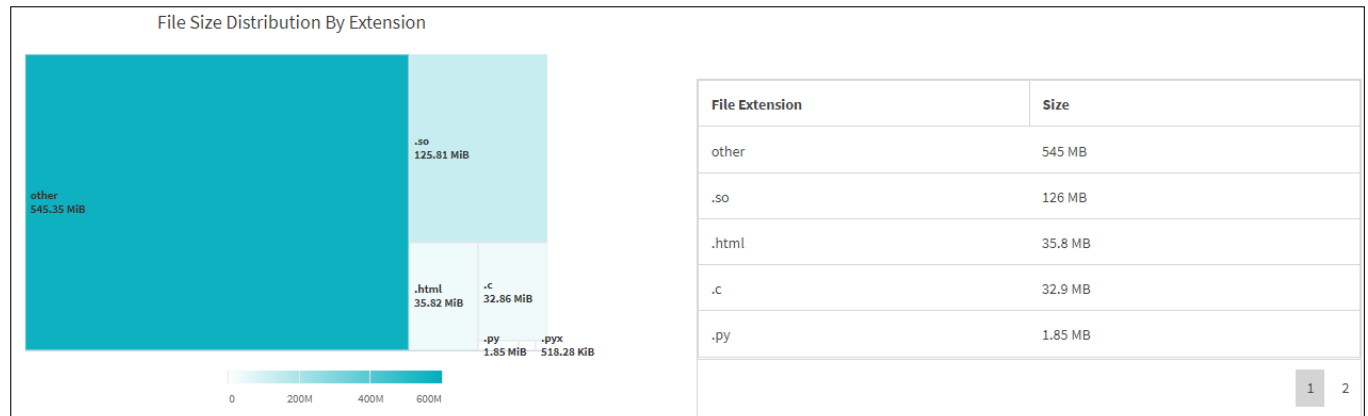 File Size Distribution By Extension
.so
125.81 MiB
other
545.35 MiB
.html
35.82 MiB
.c
32.86 MiB
.py
1.85 MiB
.pyx
518.28 KiB
0 200M 400M 600M
File Extension Size
other 545 MB
.so 126 MB
.html 35.8 MB
.c 32.9 MB
.py 1.85 MB
1 2